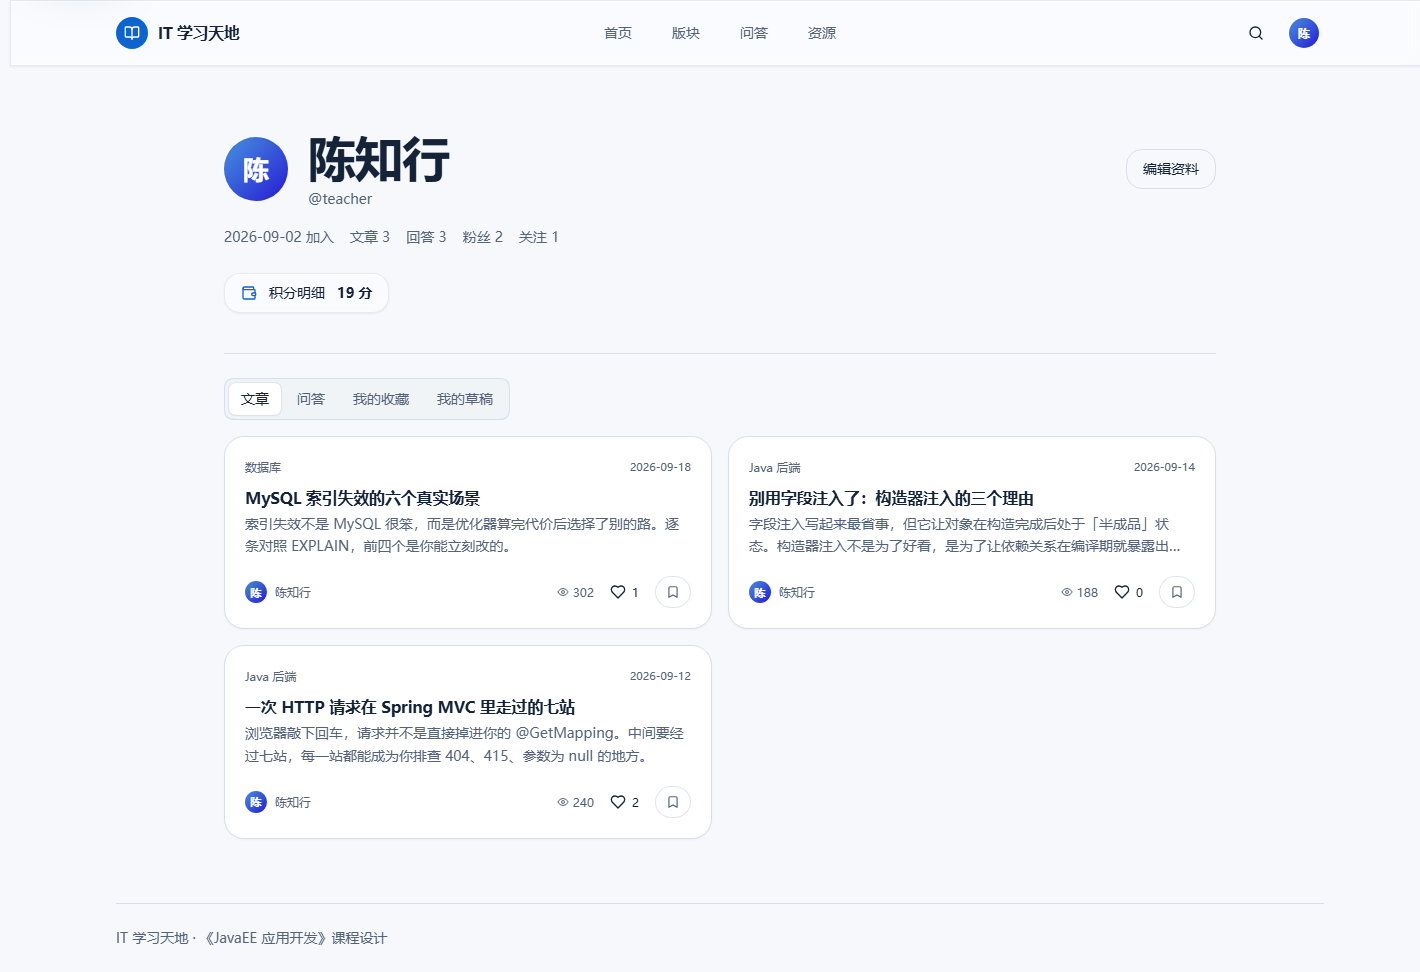 IT 学习天地
首页 版块 问答 资源
陈
陈
陈知行
@teacher
编辑资料
2026-09-02 加入 文章 3 回答 3 粉丝 2 关注 1
积分明细 19 分
文章 问答 我的收藏 我的草稿
数据库 2026-09-18
MySQL 索引失效的六个真实场景
索引失效不是 MySQL 很笨，而是优化器算完代价后选择了别的路。逐
条对照 EXPLAIN，前四个是你能立刻改的。
陈 陈知行 302 1
Java 后端 2026-09-14
别用字段注入了：构造器注入的三个理由
字段注入写起来最省事，但它让对象在构造完成后处于「半成品」状
态。构造器注入不是为了好看，是为了让依赖关系在编译期就暴露出...
陈 陈知行 188 0
Java 后端 2026-09-12
一次 HTTP 请求在 Spring MVC 里走过的七站
浏览器敲下回车，请求并不是直接掉进你的 @GetMapping。中间要经
过七站，每一站都能成为你排查 404、415、参数为 null 的地方。
陈 陈知行 240 2
IT 学习天地 · 《JavaEE 应用开发》课程设计